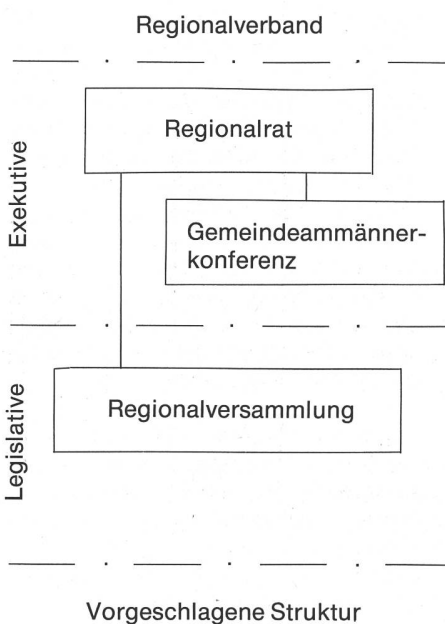 Regionalverband
Exekutive
Regionalrat
Gemeindeammänner-
konferenz
Legislative
Regionalversammlung
Vorgeschlagene Struktur